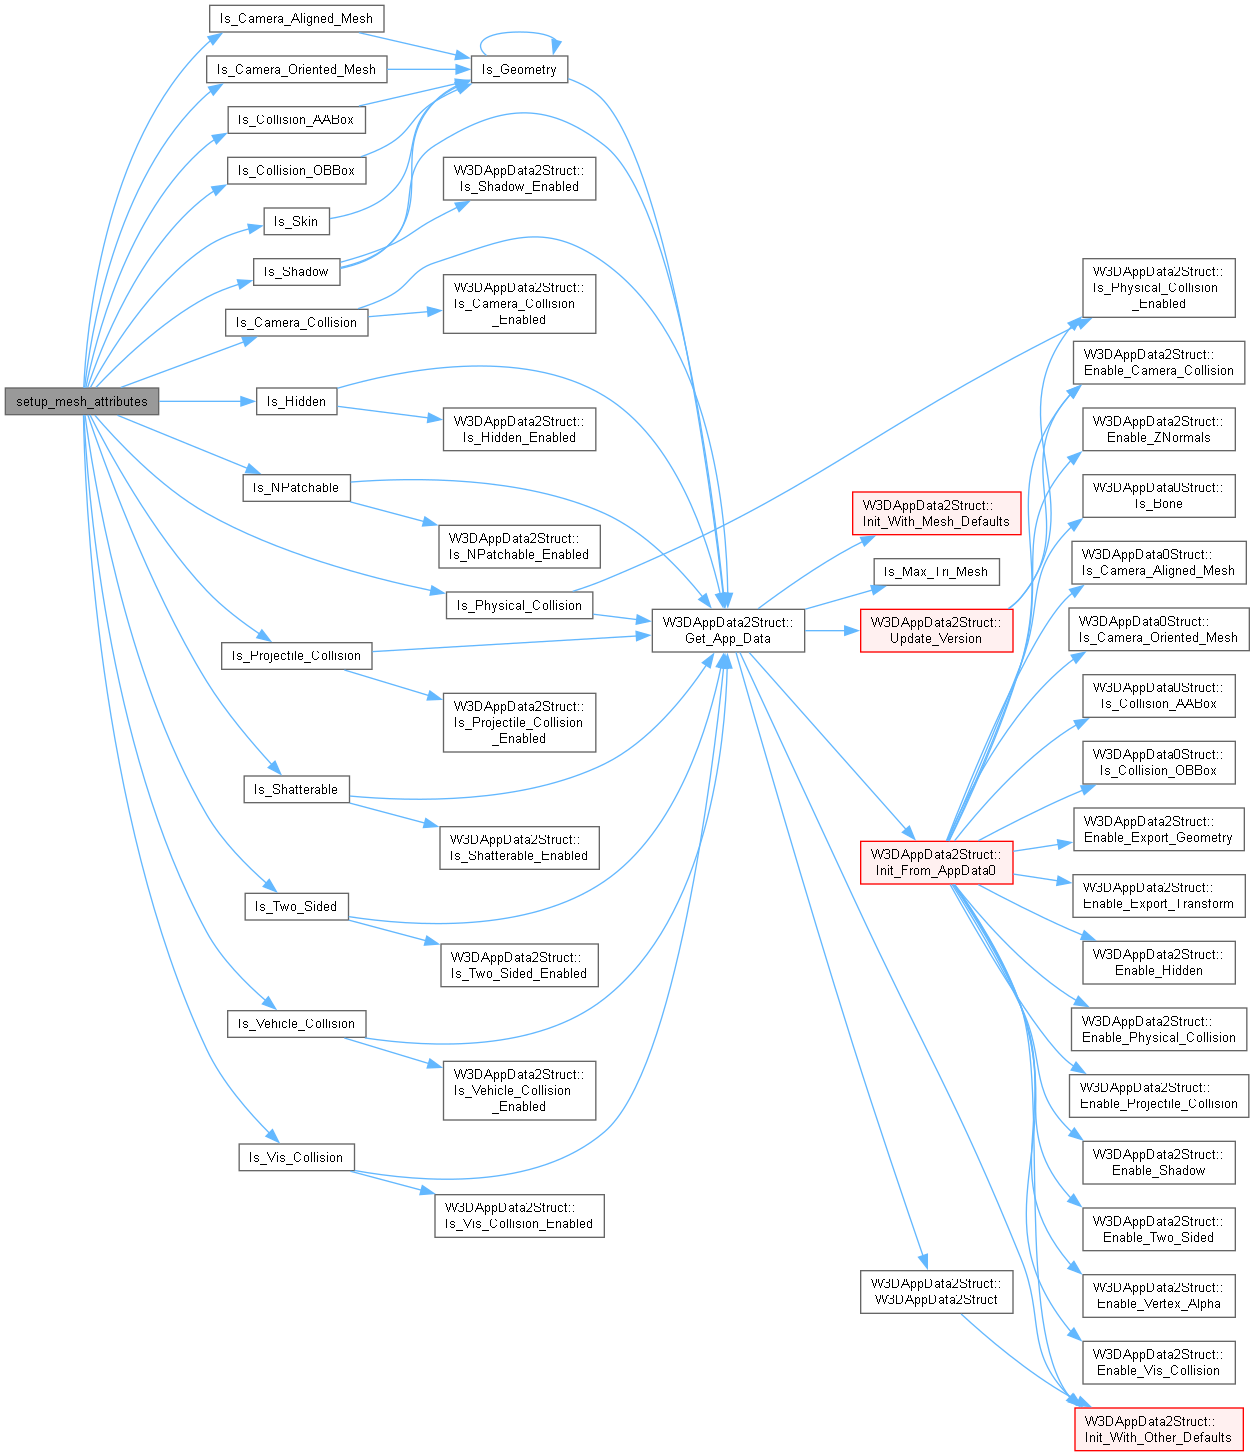 setup_mesh_attributes
Is_Camera_Aligned_Mesh
Is_Camera_Oriented_Mesh
Is_Collision_AABox
Is_Collision_OBBox
Is_Skin
Is_Shadow
Is_Camera_Collision
Is_Hidden
Is_NPatchable
Is_Physical_Collision
Is_Projectile_Collision
Is_Shatterable
Is_Two_Sided
Is_Vehicle_Collision
Is_Vis_Collision
Is_Geometry
W3DAppData2Struct::
Is_Shadow_Enabled
W3DAppData2Struct::
Is_Camera_Collision
_Enabled
W3DAppData2Struct::
Is_Hidden_Enabled
W3DAppData2Struct::
Is_NPatchable_Enabled
W3DAppData2Struct::
Is_Projectile_Collision
_Enabled
W3DAppData2Struct::
Is_Shatterable_Enabled
W3DAppData2Struct::
Is_Two_Sided_Enabled
W3DAppData2Struct::
Is_Vehicle_Collision
_Enabled
W3DAppData2Struct::
Is_Vis_Collision_Enabled
W3DAppData2Struct::
Get_App_Data
W3DAppData2Struct::
Init_With_Mesh_Defaults
Is_Max_Tri_Mesh
W3DAppData2Struct::
Update_Version
W3DAppData2Struct::
Init_From_AppData0
W3DAppData2Struct::
W3DAppData2Struct
W3DAppData2Struct::
Is_Physical_Collision
_Enabled
W3DAppData2Struct::
Enable_Camera_Collision
W3DAppData2Struct::
Enable_ZNormals
W3DAppData0Struct::
Is_Bone
W3DAppData0Struct::
Is_Camera_Aligned_Mesh
W3DAppData0Struct::
Is_Camera_Oriented_Mesh
W3DAppData0Struct::
Is_Collision_AABox
W3DAppData0Struct::
Is_Collision_OBBox
W3DAppData2Struct::
Enable_Export_Geometry
W3DAppData2Struct::
Enable_Export_Transform
W3DAppData2Struct::
Enable_Hidden
W3DAppData2Struct::
Enable_Physical_Collision
W3DAppData2Struct::
Enable_Projectile_Collision
W3DAppData2Struct::
Enable_Shadow
W3DAppData2Struct::
Enable_Two_Sided
W3DAppData2Struct::
Enable_Vertex_Alpha
W3DAppData2Struct::
Enable_Vis_Collision
W3DAppData2Struct::
Init_With_Other_Defaults